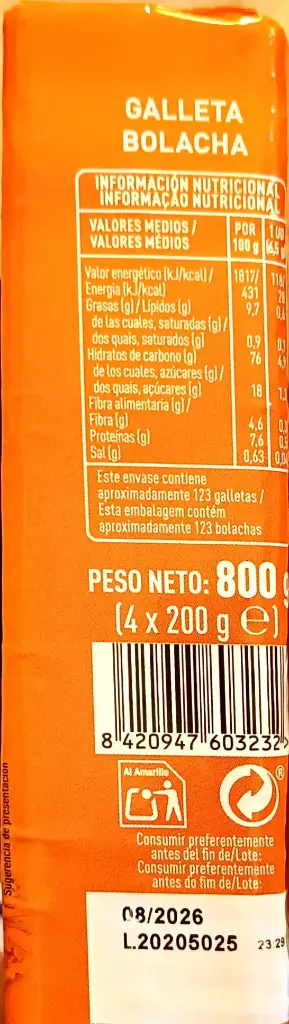 GALLETA
BOLACHA
INFORMACIÓN NUTRICIONAL
INFORMAÇÃO NUTRICIONAL
VALORES MEDIOS / POR
VALORES MÉDIOS 100 g
Valor energético (kJ/kcal) / 1817/
Energia (kJ/kcal) 431
Grasas (g) / Lípidos (g) 9,7
de las cuales, saturadas (g) /
dos quais, saturados (g) 0,9
Hidratos de carbono (g) 76
de los cuales, azúcares (g) /
dos quais, açúcares (g) 18
Fibra alimentaria (g) /
Fibra (g) 4,6
Proteínas (g) 7,6
Sal (g) 0,63
Este envase contiene
aproximadamente 123 galletas /
Esta embalagem contém
aproximadamente 123 bolachas
PESO NETO: 800 g
(4 x 200 g e)
8 420947 603232 >
Al Amarillo
®
Consumir preferentemente
antes del fin de/Lote:
Consumir preferentemente
antes do fim de/Lote:
08/2026
L.20205025 23:29
Sugerencia de presentación